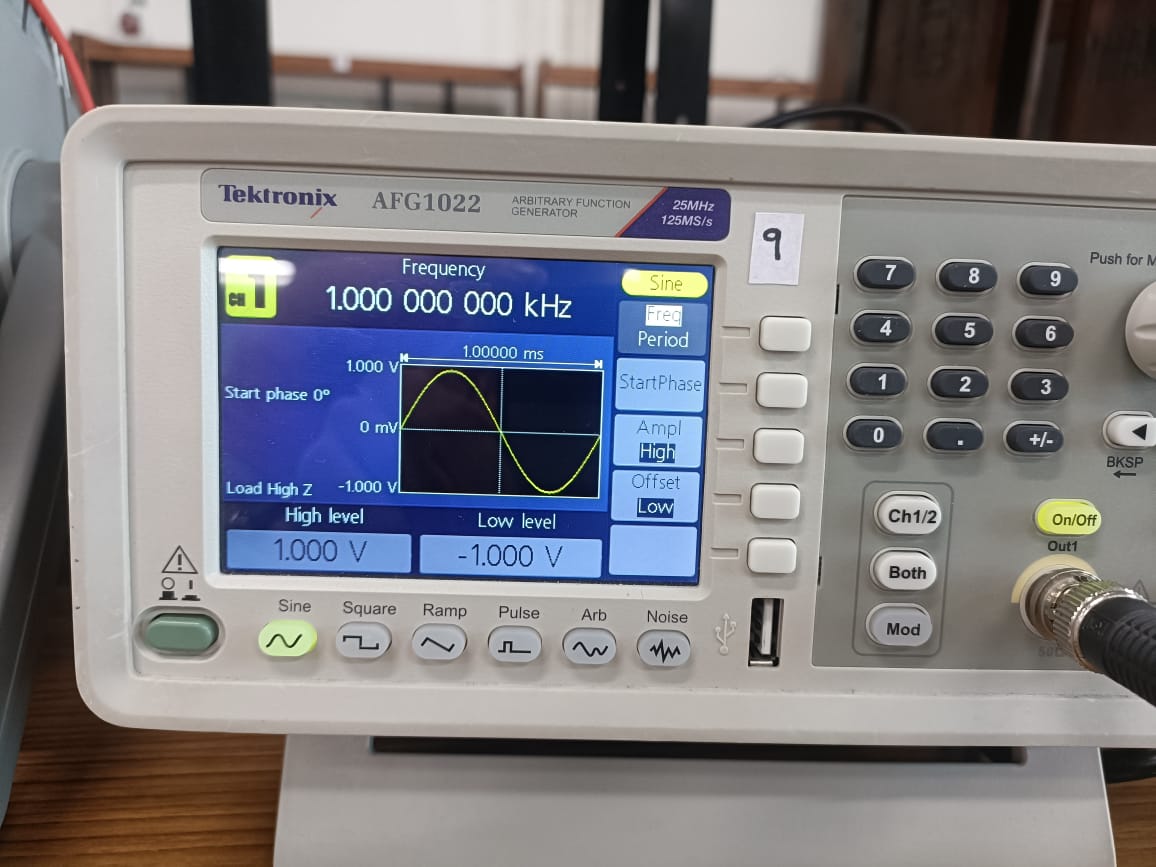 Tektronix AFG1022 ARBITRARY FUNCTION GENERATOR
25MHz
125MS/s
9
Push for
1
Frequency
1.000 000 000 kHz
Sine
Freq
Period
StartPhase
Ampl
High
Offset
Low
1.00000 ms
1.000 V
Start phase 0°
0 mV
Load High Z
-1.000 V
High level
Low level
1.000 V
-1.000 V
7 8 9
4 5 6
1 2 3
0 . +/-
BKSP
Ch1/2
Both
Mod
On/Off
Out1
Sine Square Ramp Pulse Arb Noise